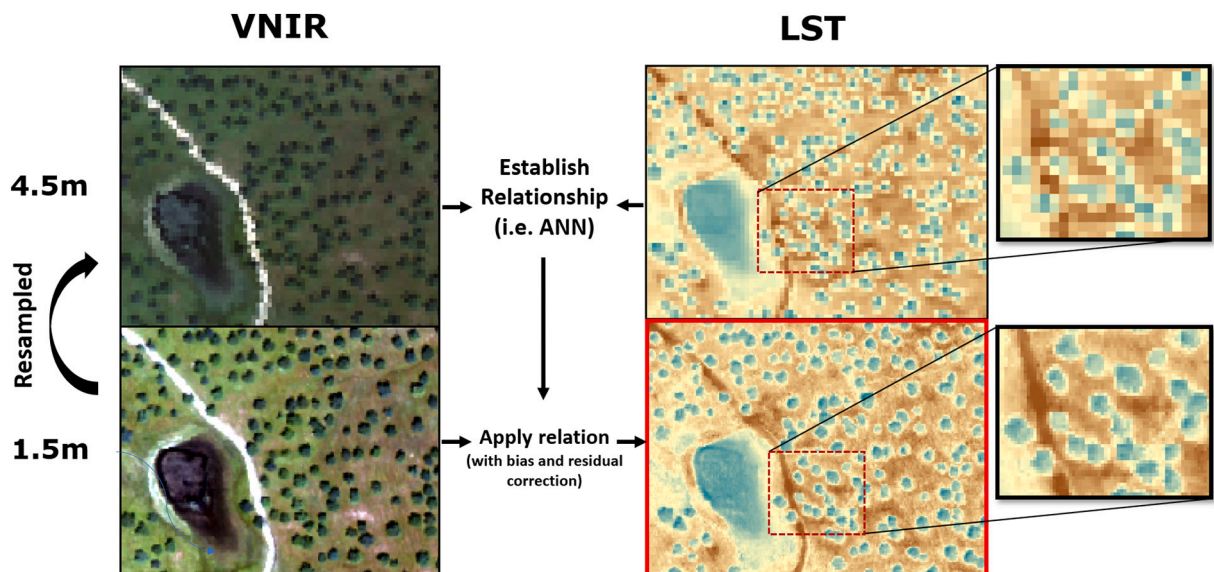 VNIR
LST
4.5m
Establish
Relationship
(i.e. ANN)
Resampled
1.5m
Apply relation
(with bias and residual
correction)